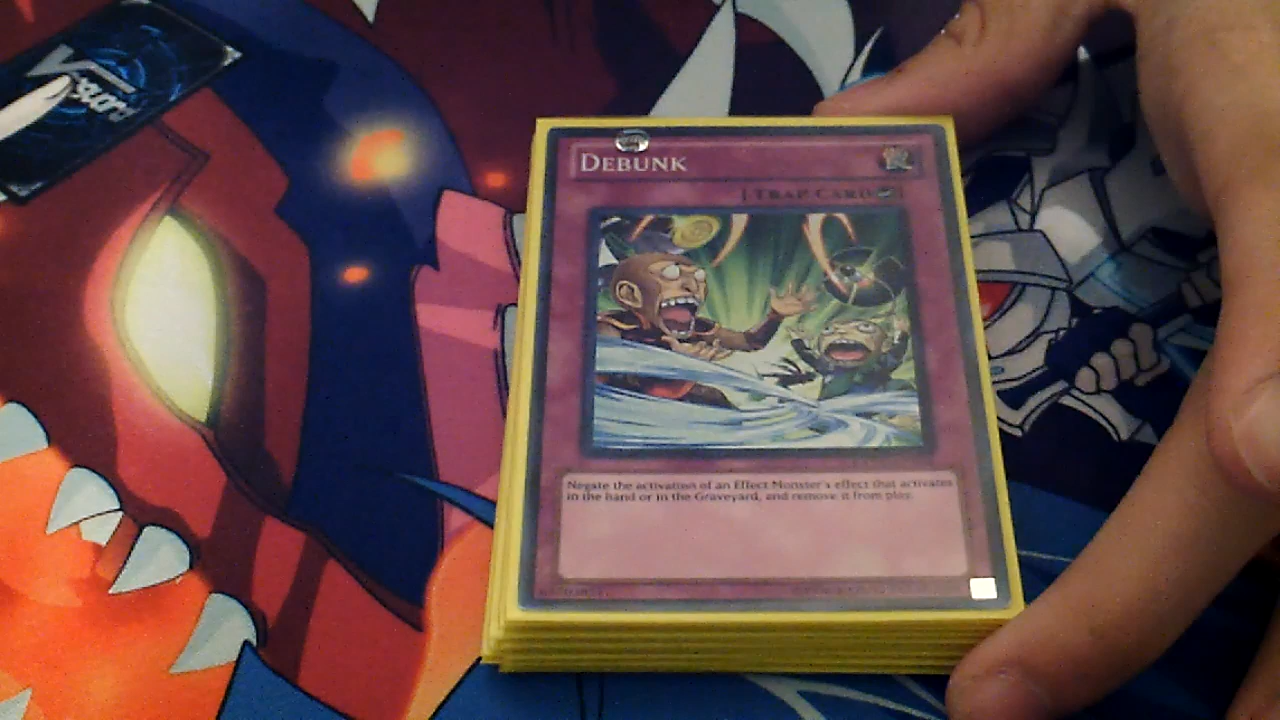 DEBUNK
[TRAP CARD ]
Negate the activation of an Effect Monster's effect that activates
in the hand or in the Graveyard, and remove it from play.